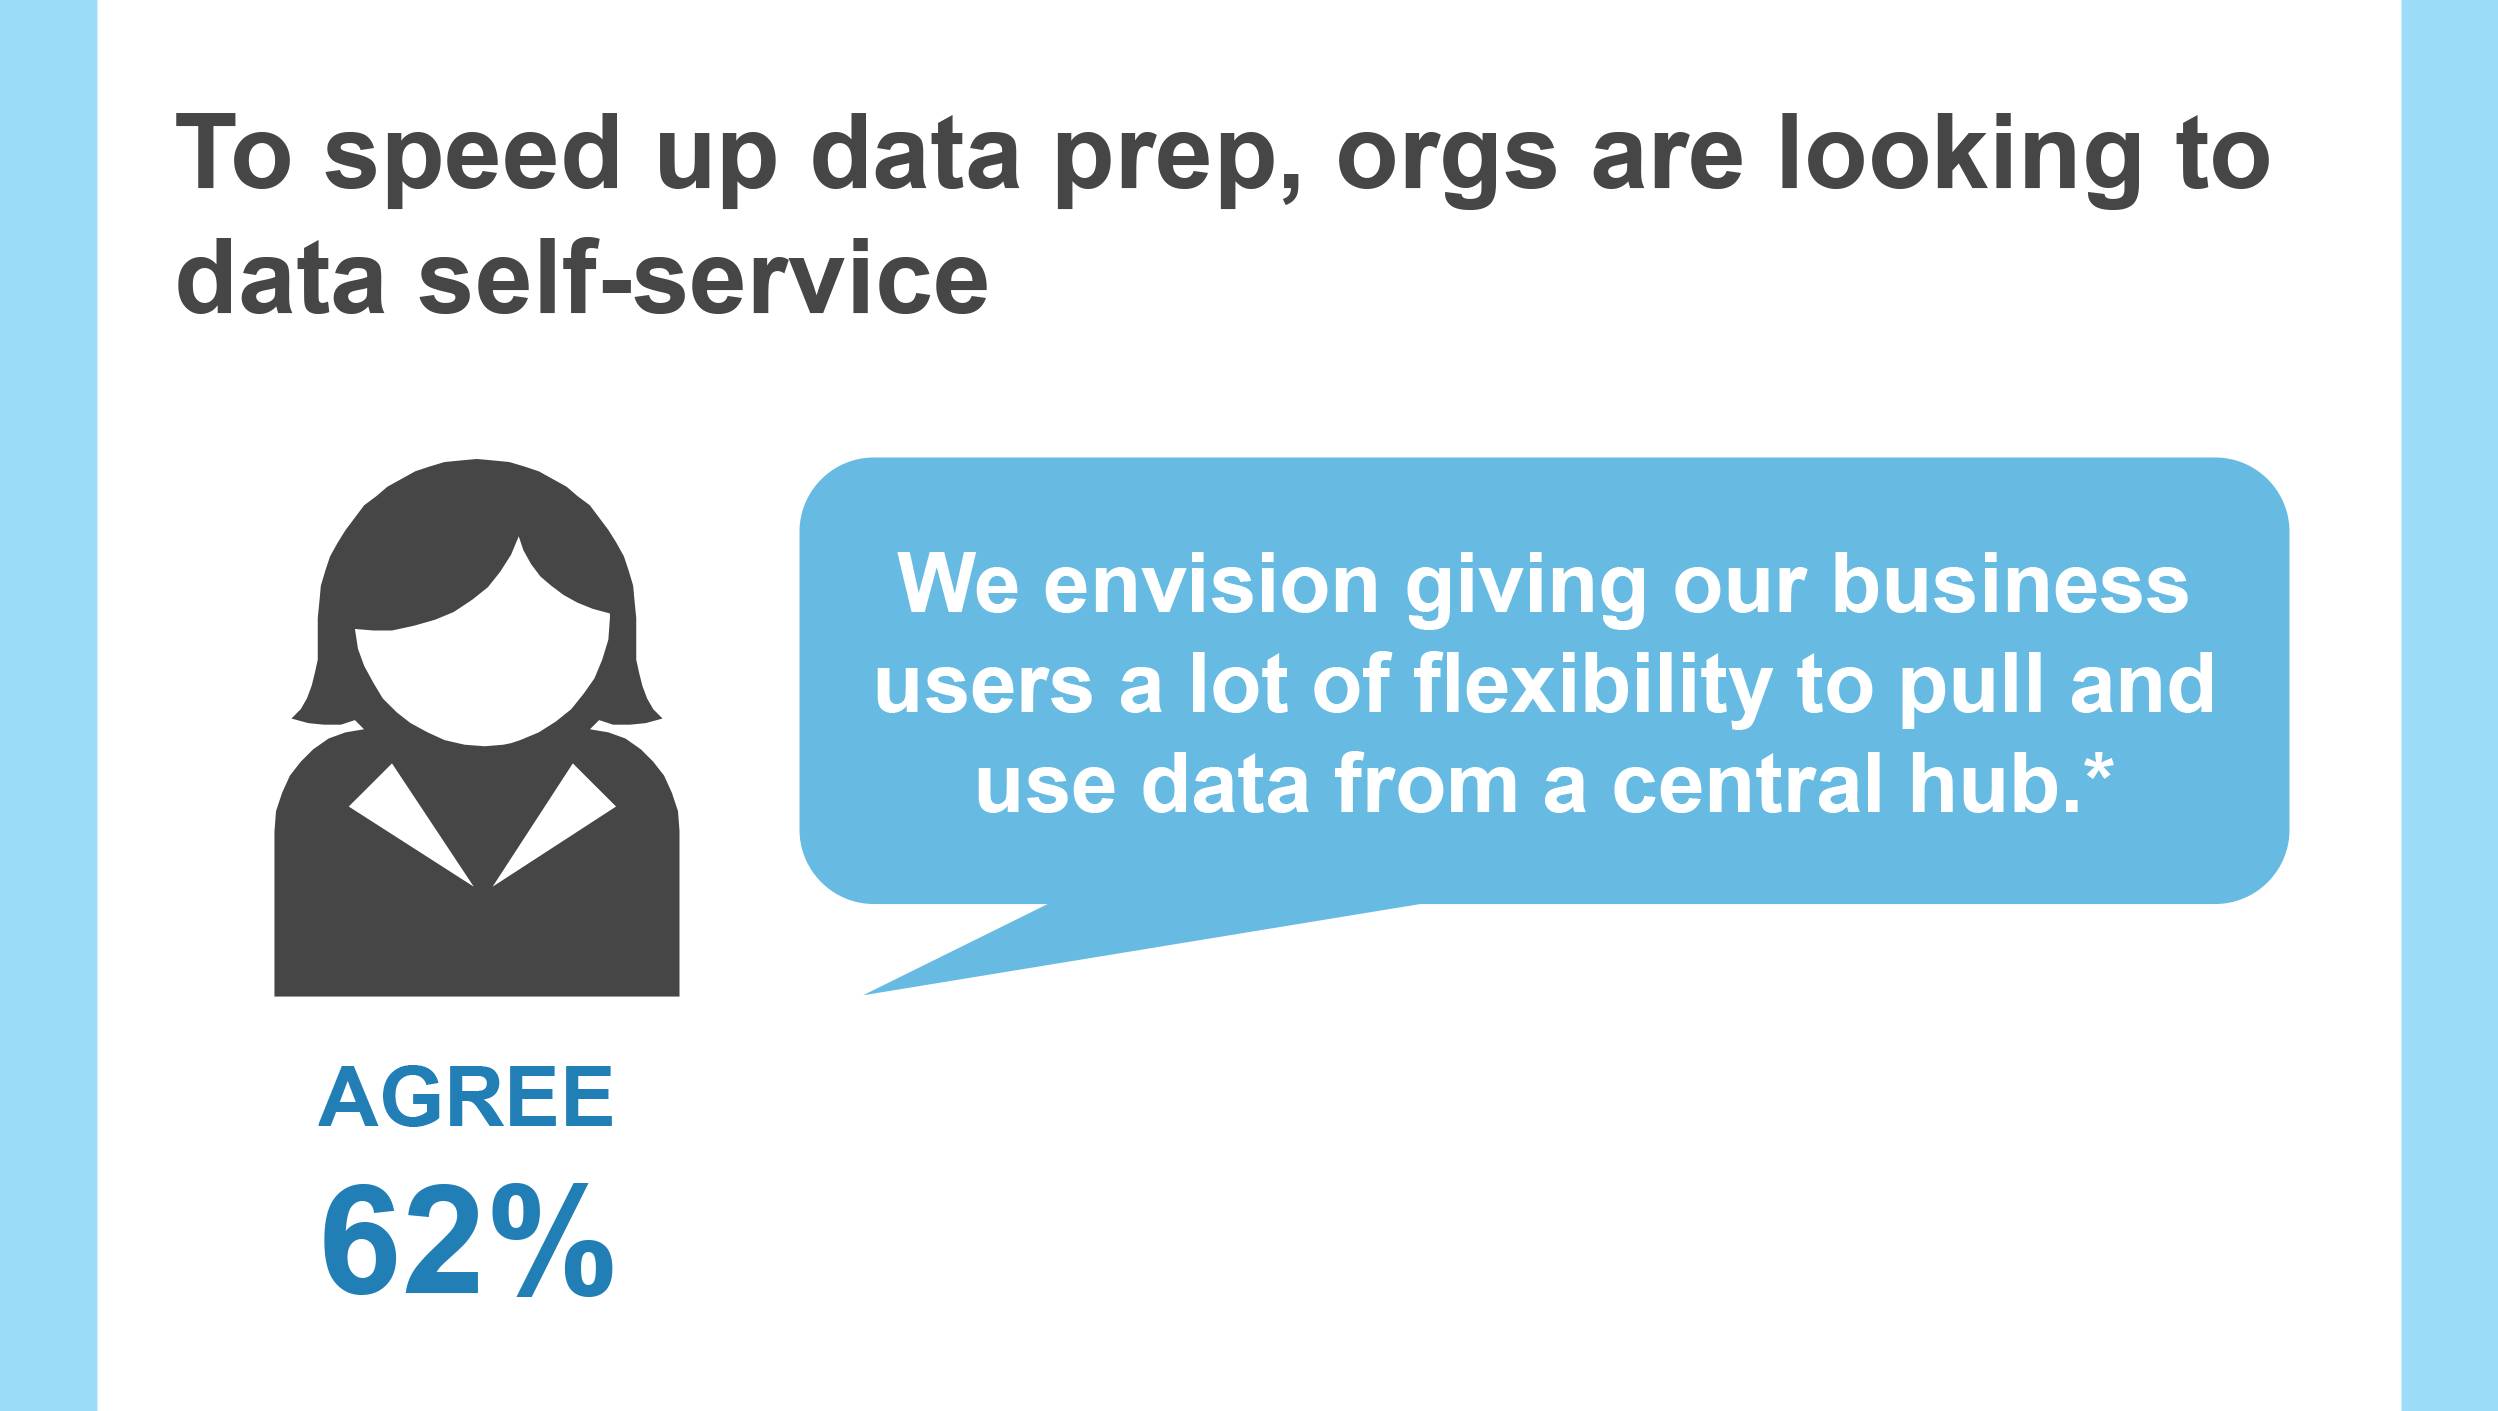 To speed up data prep, orgs are looking to
data self-service
We envision giving our business
users a lot of flexibility to pull and
use data from a central hub.*
AGREE
62%